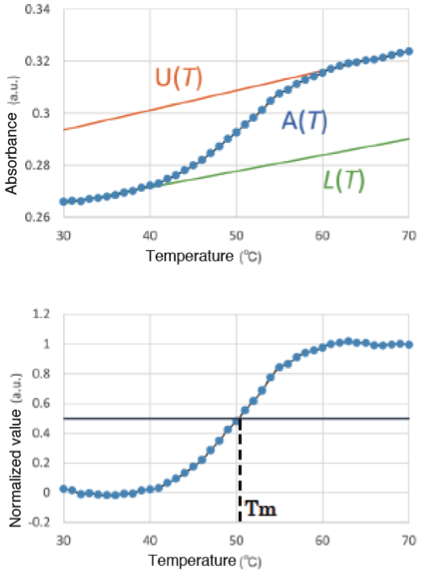 0.34
0.32
0.3
0.28
0.26
Absorbance (a.u.)
U(T)
A(T)
L(T)
30 40 50 60 70
Temperature (°C)
1.2
1
0.8
0.6
0.4
0.2
0
-0.2
Normalized value (a.u.)
Tm
30 40 50 60 70
Temperature (°C)